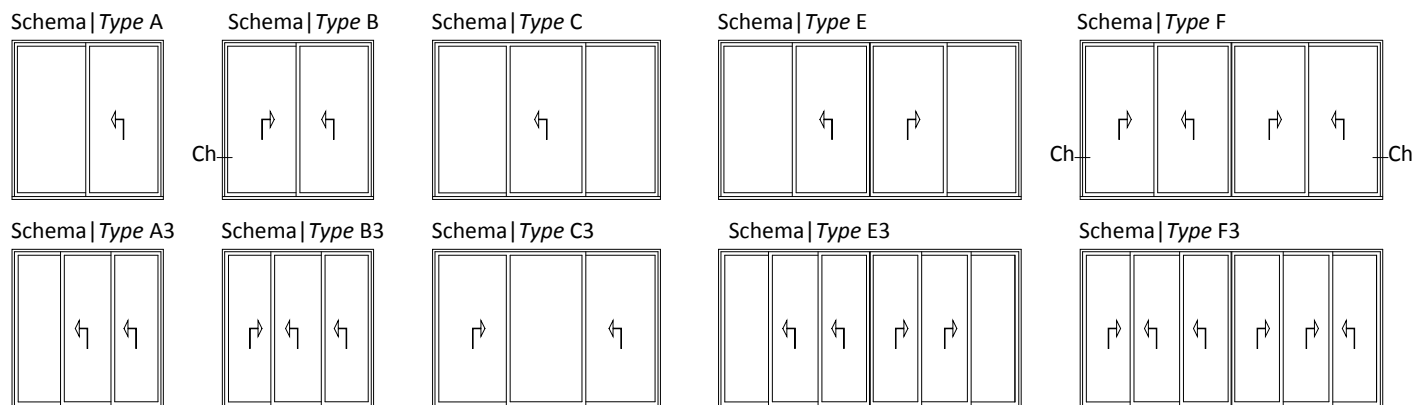 Schema|Type A
Schema|Type B
Schema|Type C
Schema|Type E
Schema|Type F
Ch
Ch
Ch
Schema|Type A3
Schema|Type B3
Schema|Type C3
Schema|Type E3
Schema|Type F3